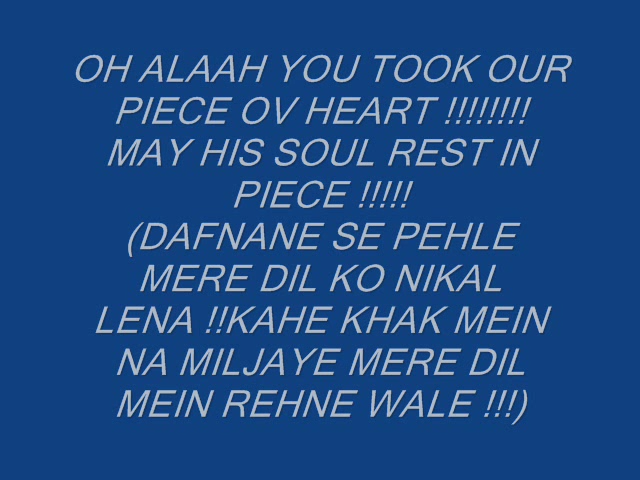 OH ALAAH YOU TOOK OUR
PIECE OV HEART !!!!!!!!
MAY HIS SOUL REST IN
PIECE !!!!!
(DAFNANE SE PEHLE
MERE DIL KO NIKAL
LENA !!KAHE KHAK MEIN
NA MILJAYE MERE DIL
MEIN REHNE WALE !!!)